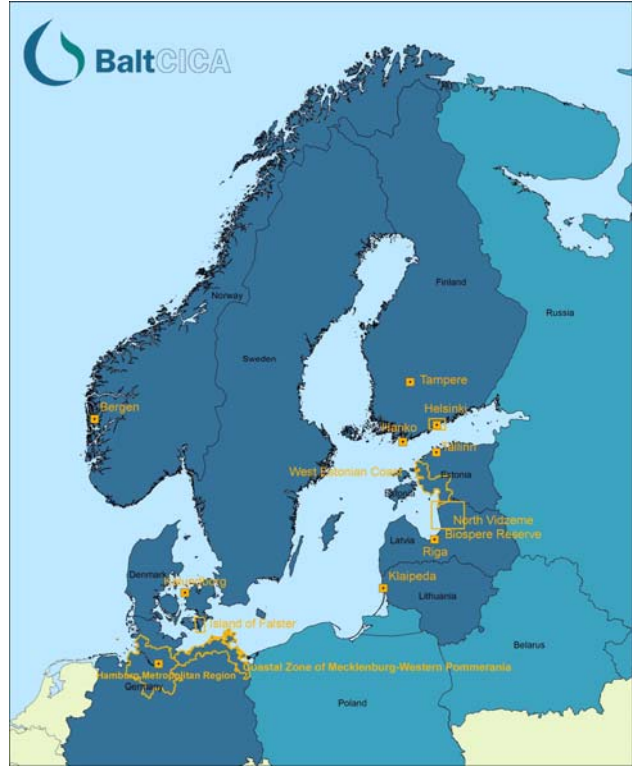 BaltCICA
Finland
Norway
Russia
Sweden
Tampere
Bergen
Helsinki
Hanko
Tallinn
West Estonian Coast
Estonia
Estonia
North Vidzeme
Biospere Reserve
Latvia
Riga
Denmark
Klaipeda
Lithuania
Island of Falster
Belarus
Coastal Zone of Mecklenburg-Western Pommerania
Hamburg Metropolitan Region
Germany
Poland